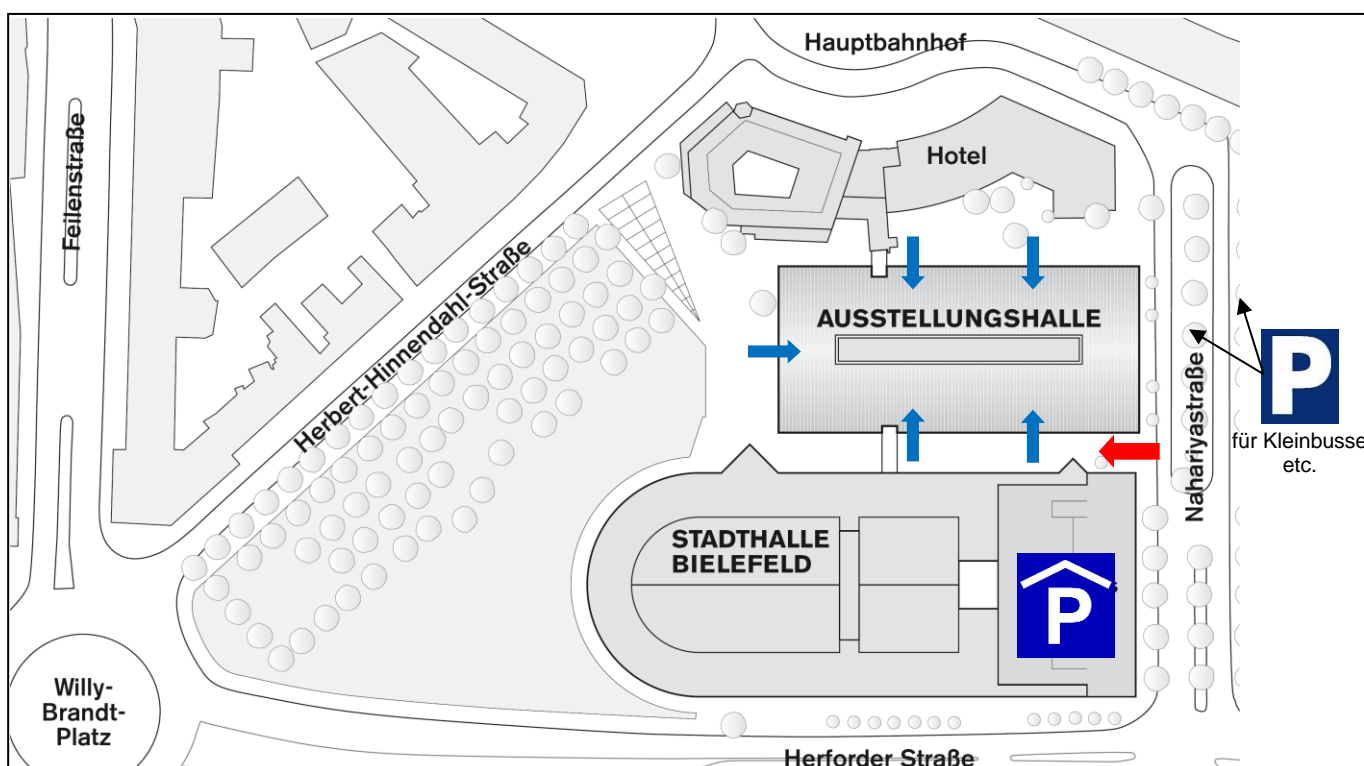 Hauptbahnhof
Feilenstraße
Hotel
Herbert-Hinnendahl-Straße
AUSSTELLUNGSHALLE
P
für Kleinbusse
etc.
Nahariyastraße
STADTHALLE
BIELEFELD
P
Willy-
Brandt-
Platz
Herforder Straße